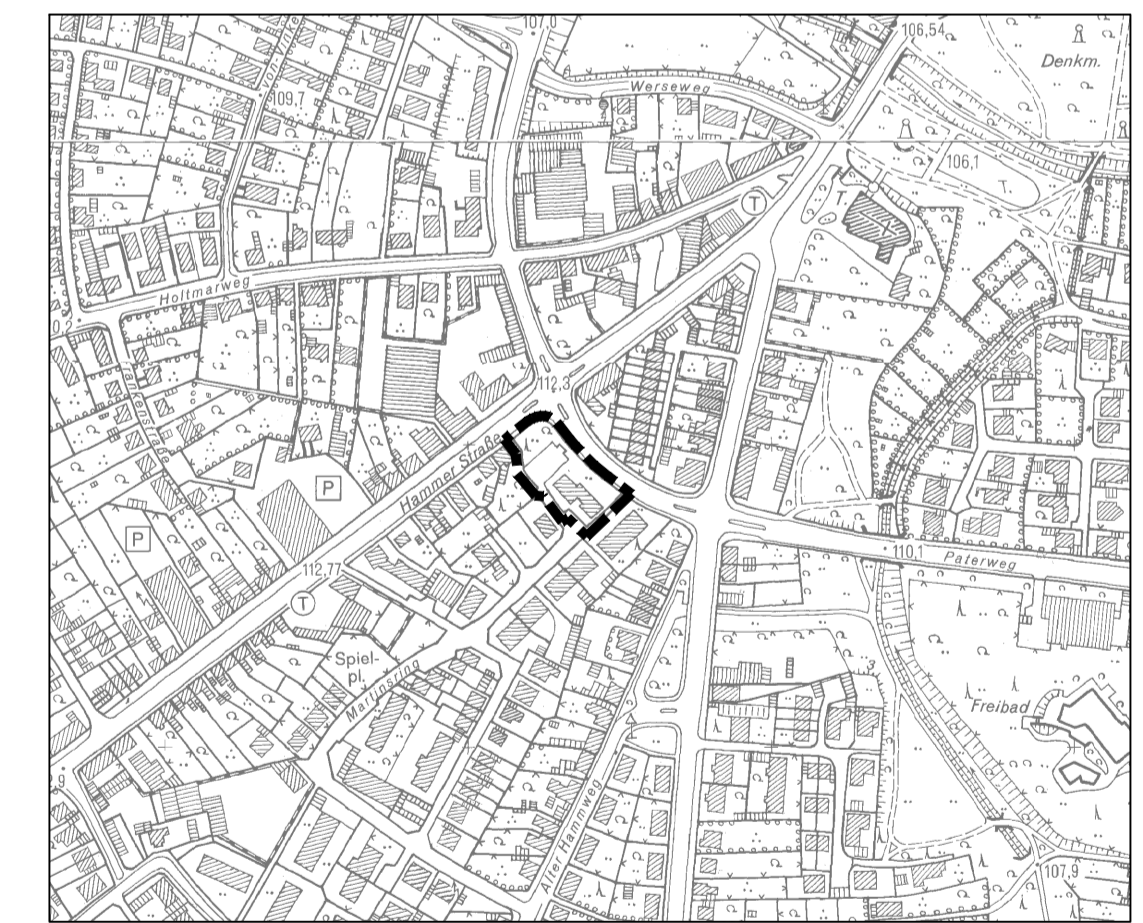 107,0
106,54
Denkm.
Werseweg
109,7
106,1
T
T
Holtmarweg
112,3
Hammer Straße
P
P
110,1
Paterweg
112,77
T
Spiel-
pl.
Martinsring
Freibad
Alter Hammweg
107,9